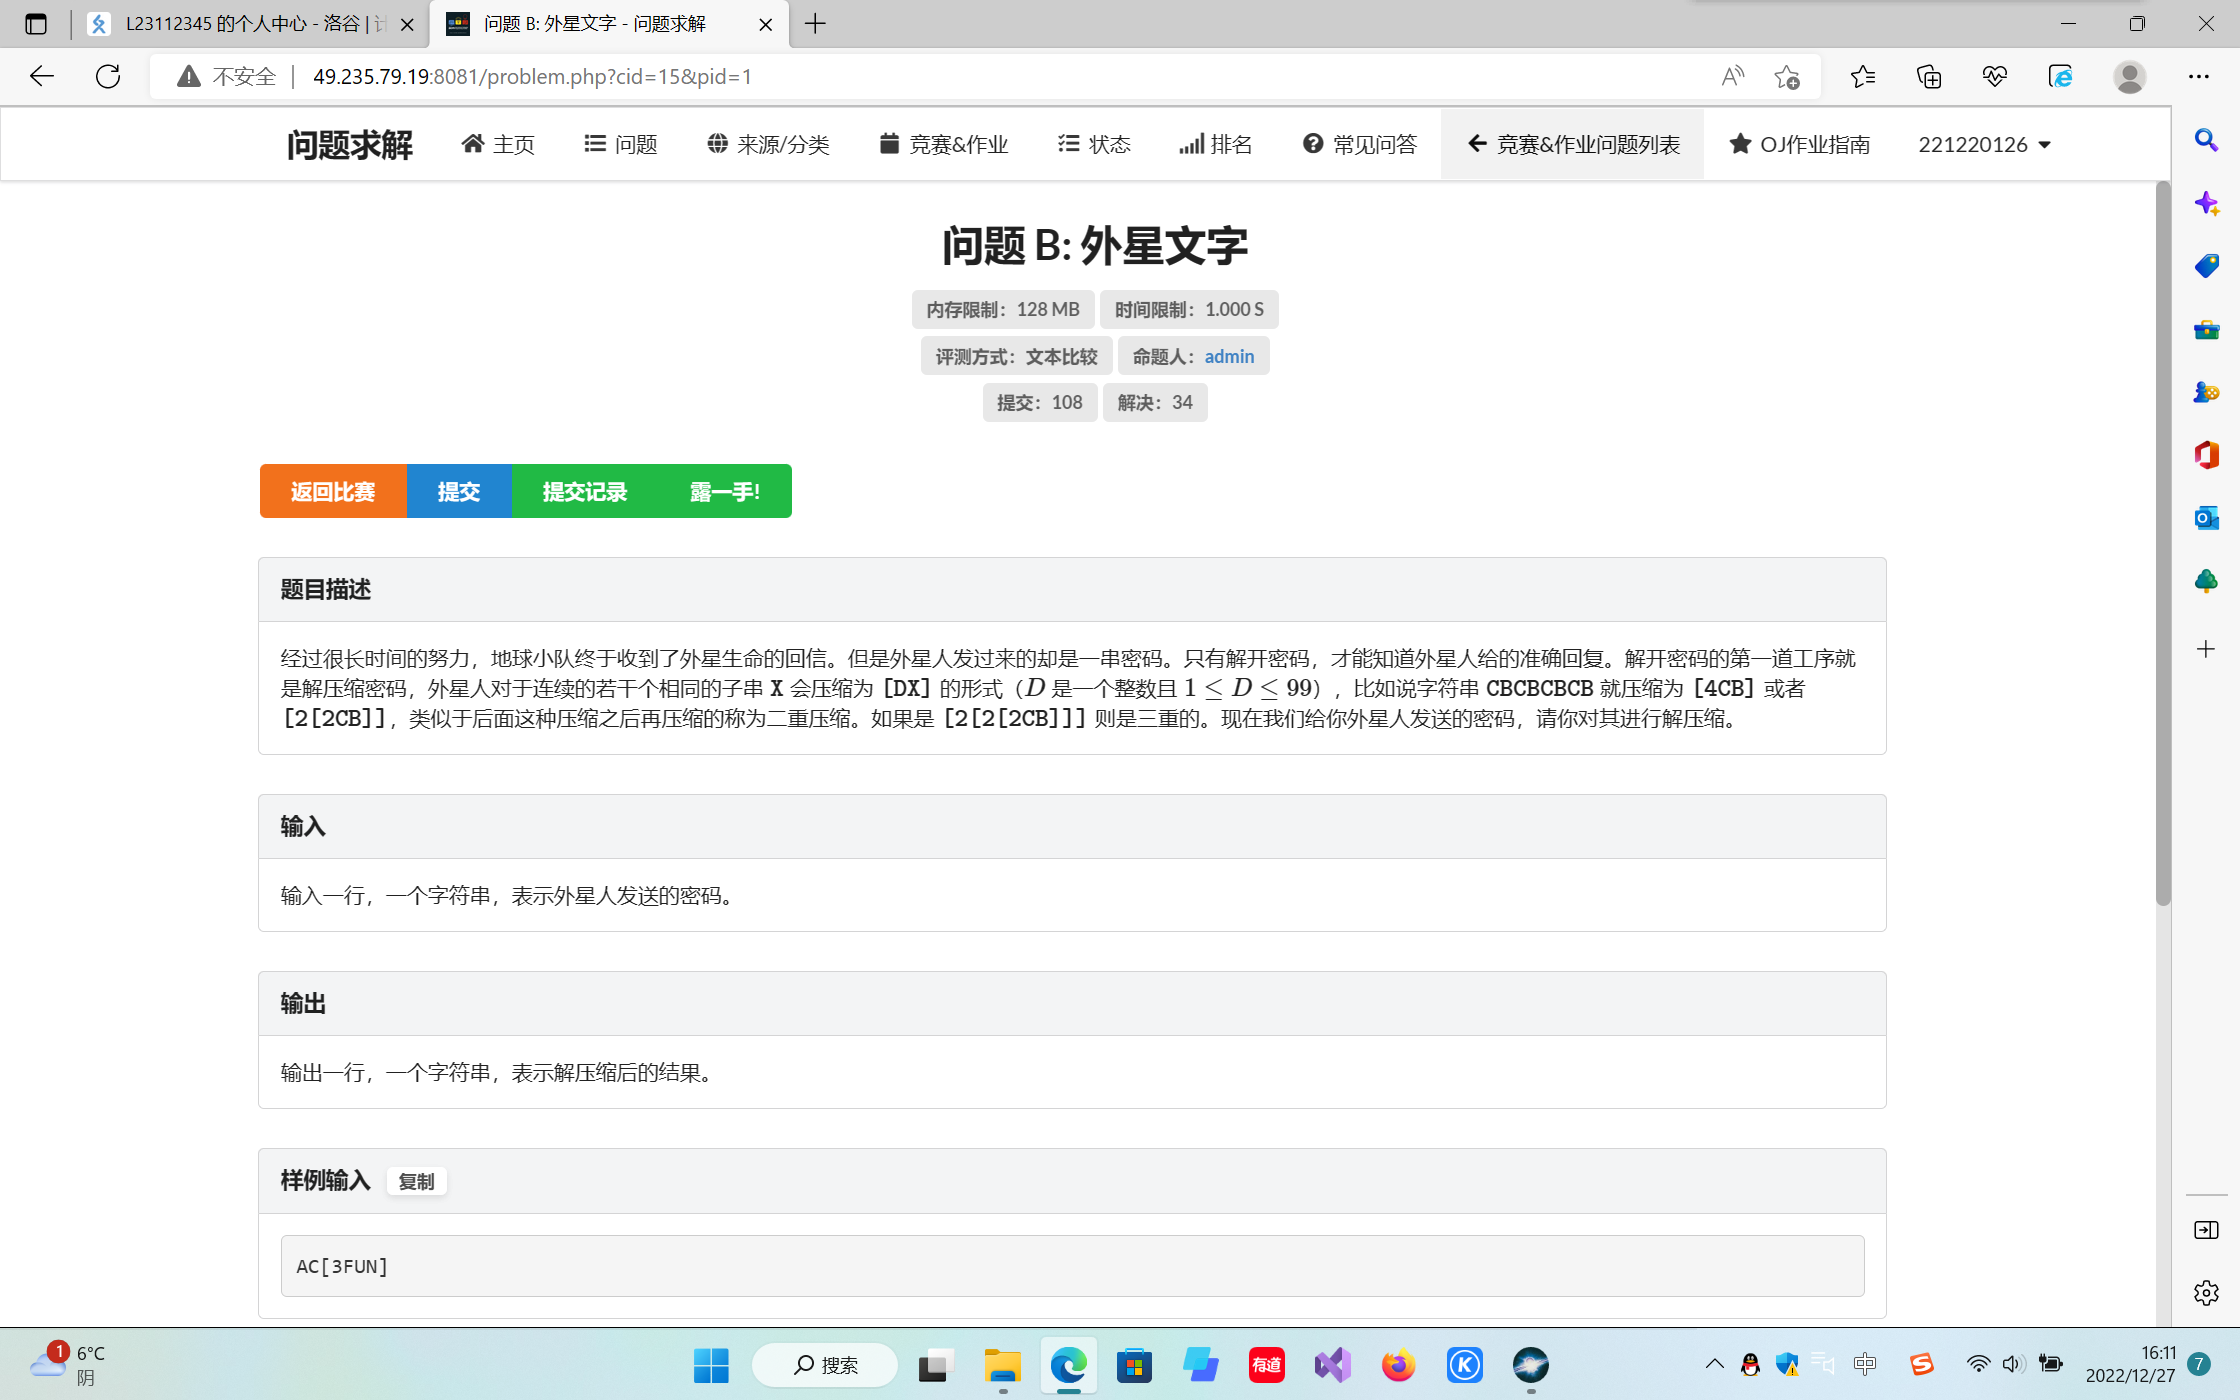 L23112345 的个人中心 - 洛谷 | 计
问题 B: 外星文字 - 问题求解
不安全
49.235.79.19:8081/problem.php?cid=15&pid=1
问题求解 主页 问题 来源/分类 竞赛&作业 状态 排名 常见问答 竞赛&作业问题列表 OJ作业指南 221220126
问题 B: 外星文字
内存限制：128 MB 时间限制：1.000 S
评测方式：文本比较 命题人：admin
提交：108 解决：34
返回比赛 提交 提交记录 露一手!
题目描述
经过很长时间的努力，地球小队终于收到了外星生命的回信。但是外星人发过来的却是一串密码。只有解开密码，才能知道外星人给的准确回复。解开密码的第一道工序就
是解压缩密码，外星人对于连续的若干个相同的子串 X 会压缩为 [DX] 的形式（D 是一个整数且 1 ≤ D ≤ 99），比如说字符串 CBCBCBCB 就压缩为 [4CB] 或者
[2[2CB]]，类似于后面这种压缩之后再压缩的称为二重压缩。如果是 [2[2[2CB]]] 则是三重的。现在我们给你外星人发送的密码，请你对其进行解压缩。
输入
输入一行，一个字符串，表示外星人发送的密码。
输出
输出一行，一个字符串，表示解压缩后的结果。
样例输入 复制
AC[3FUN]
1
6°C
阴
搜索
有道
中
16:11
2022/12/27
7